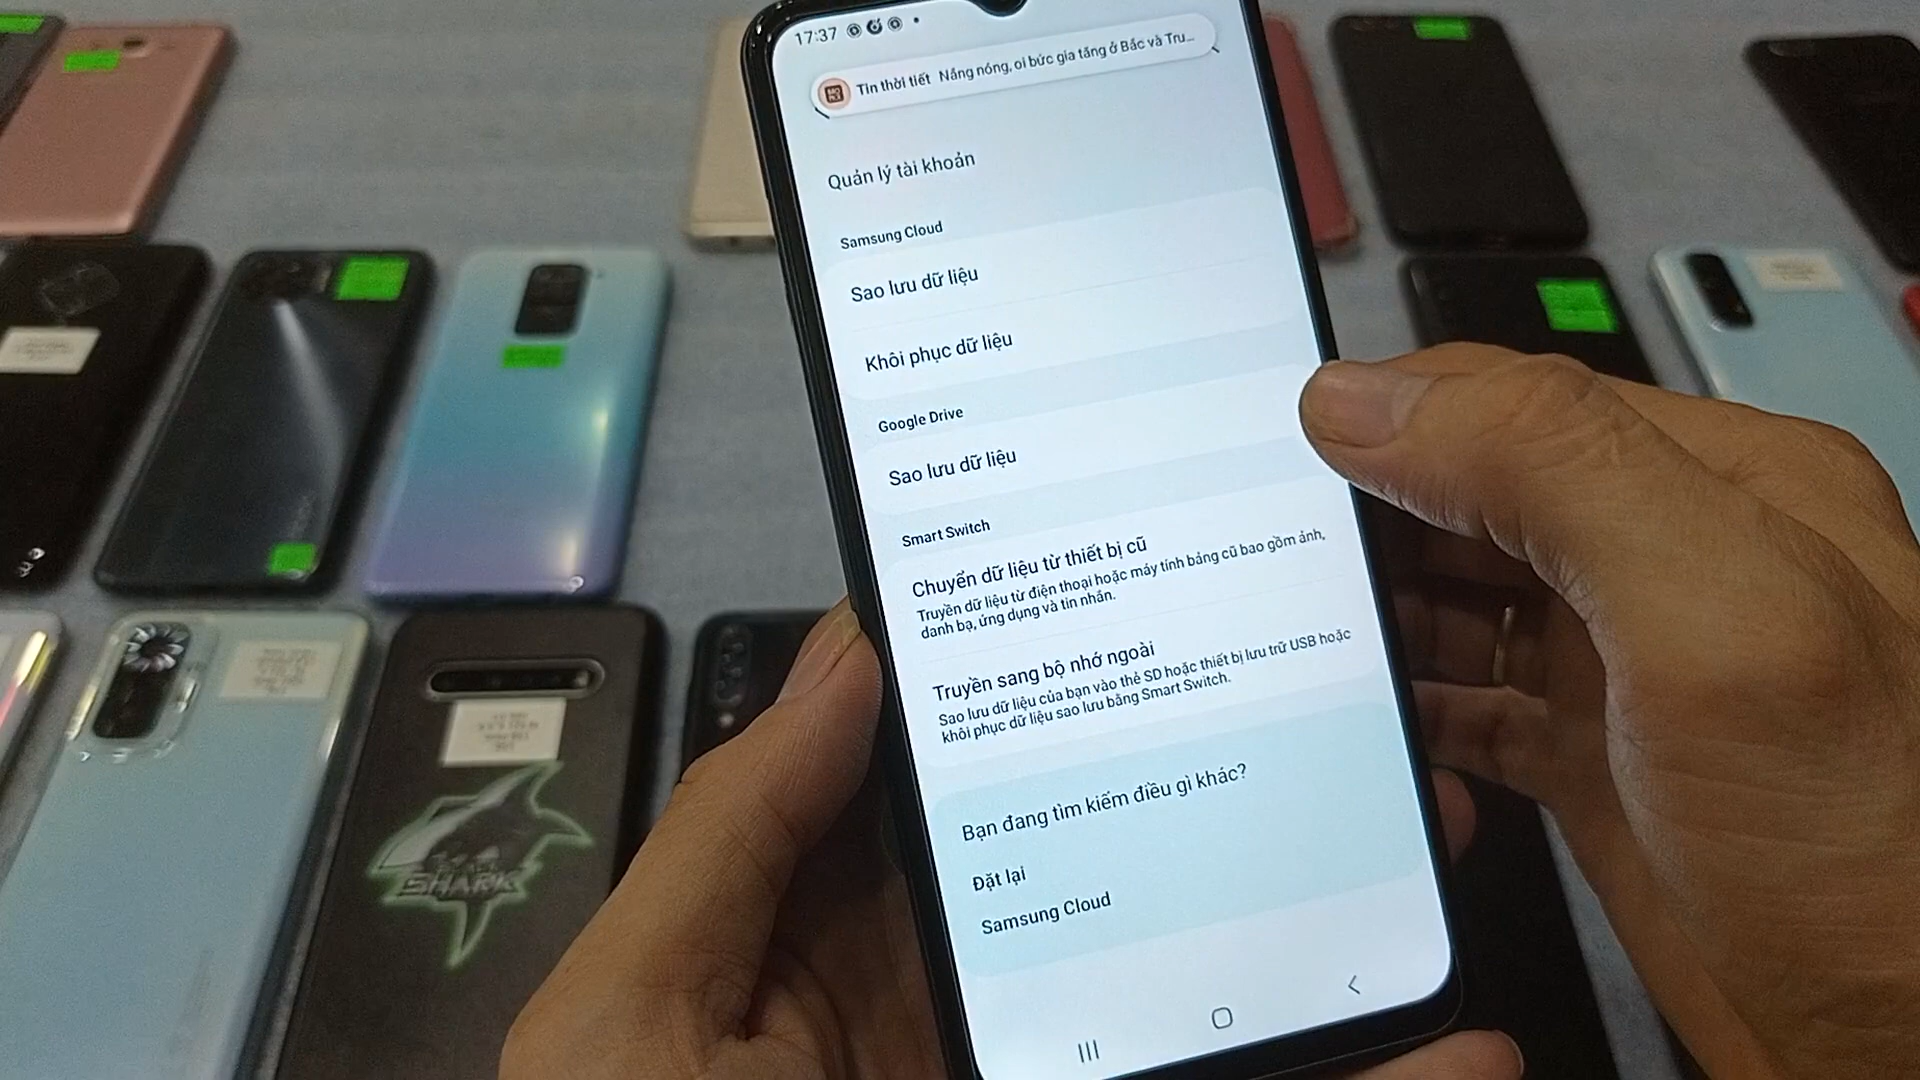 17:37
Tin thời tiết Nắng nóng, oi bức gia tăng ở Bắc và Tru...
Quản lý tài khoản
Samsung Cloud
Sao lưu dữ liệu
Khôi phục dữ liệu
Google Drive
Sao lưu dữ liệu
Smart Switch
Chuyển dữ liệu từ thiết bị cũ
Truyền dữ liệu từ điện thoại hoặc máy tính bảng cũ bao gồm ảnh,
danh bạ, ứng dụng và tin nhắn.
Truyền sang bộ nhớ ngoài
Sao lưu dữ liệu của bạn vào thẻ SD hoặc thiết bị lưu trữ USB hoặc
khôi phục dữ liệu sao lưu bằng Smart Switch.
Bạn đang tìm kiếm điều gì khác?
Đặt lại
Samsung Cloud
SHARK